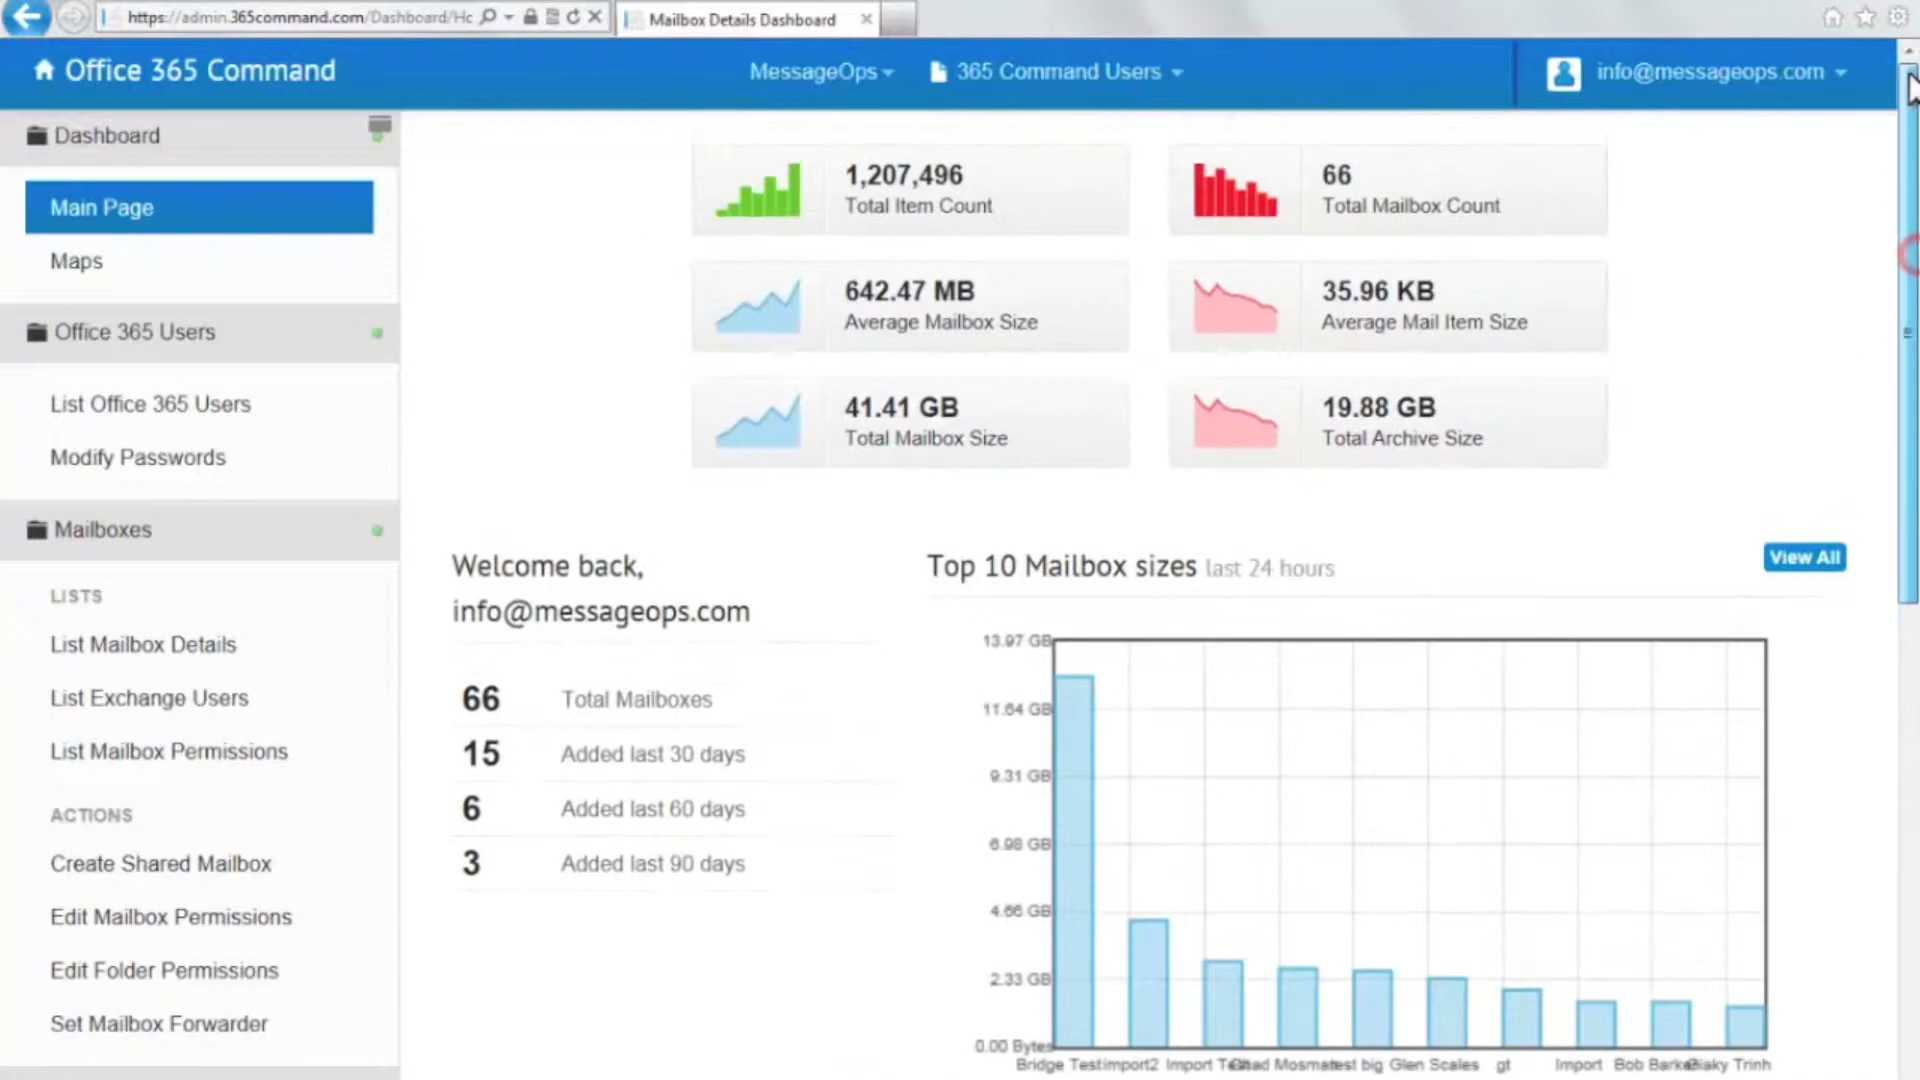 https://admin.365command.com/Dashboard/Hc
Mailbox Details Dashboard
Office 365 Command
MessageOps
365 Command Users
info@messageops.com
Dashboard
Main Page
Maps
Office 365 Users
List Office 365 Users
Modify Passwords
Mailboxes
LISTS
List Mailbox Details
List Exchange Users
List Mailbox Permissions
ACTIONS
Create Shared Mailbox
Edit Mailbox Permissions
Edit Folder Permissions
Set Mailbox Forwarder
1,207,496
Total Item Count
66
Total Mailbox Count
642.47 MB
Average Mailbox Size
35.96 KB
Average Mail Item Size
41.41 GB
Total Mailbox Size
19.88 GB
Total Archive Size
Welcome back,
info@messageops.com
66 Total Mailboxes
15 Added last 30 days
6 Added last 60 days
3 Added last 90 days
Top 10 Mailbox sizes last 24 hours
View All
13.97 GB
11.64 GB
9.31 GB
6.98 GB
4.66 GB
2.33 GB
0.00 Bytes
Bridge Test import2 Import Glen Scales gt Import Bob Trinh